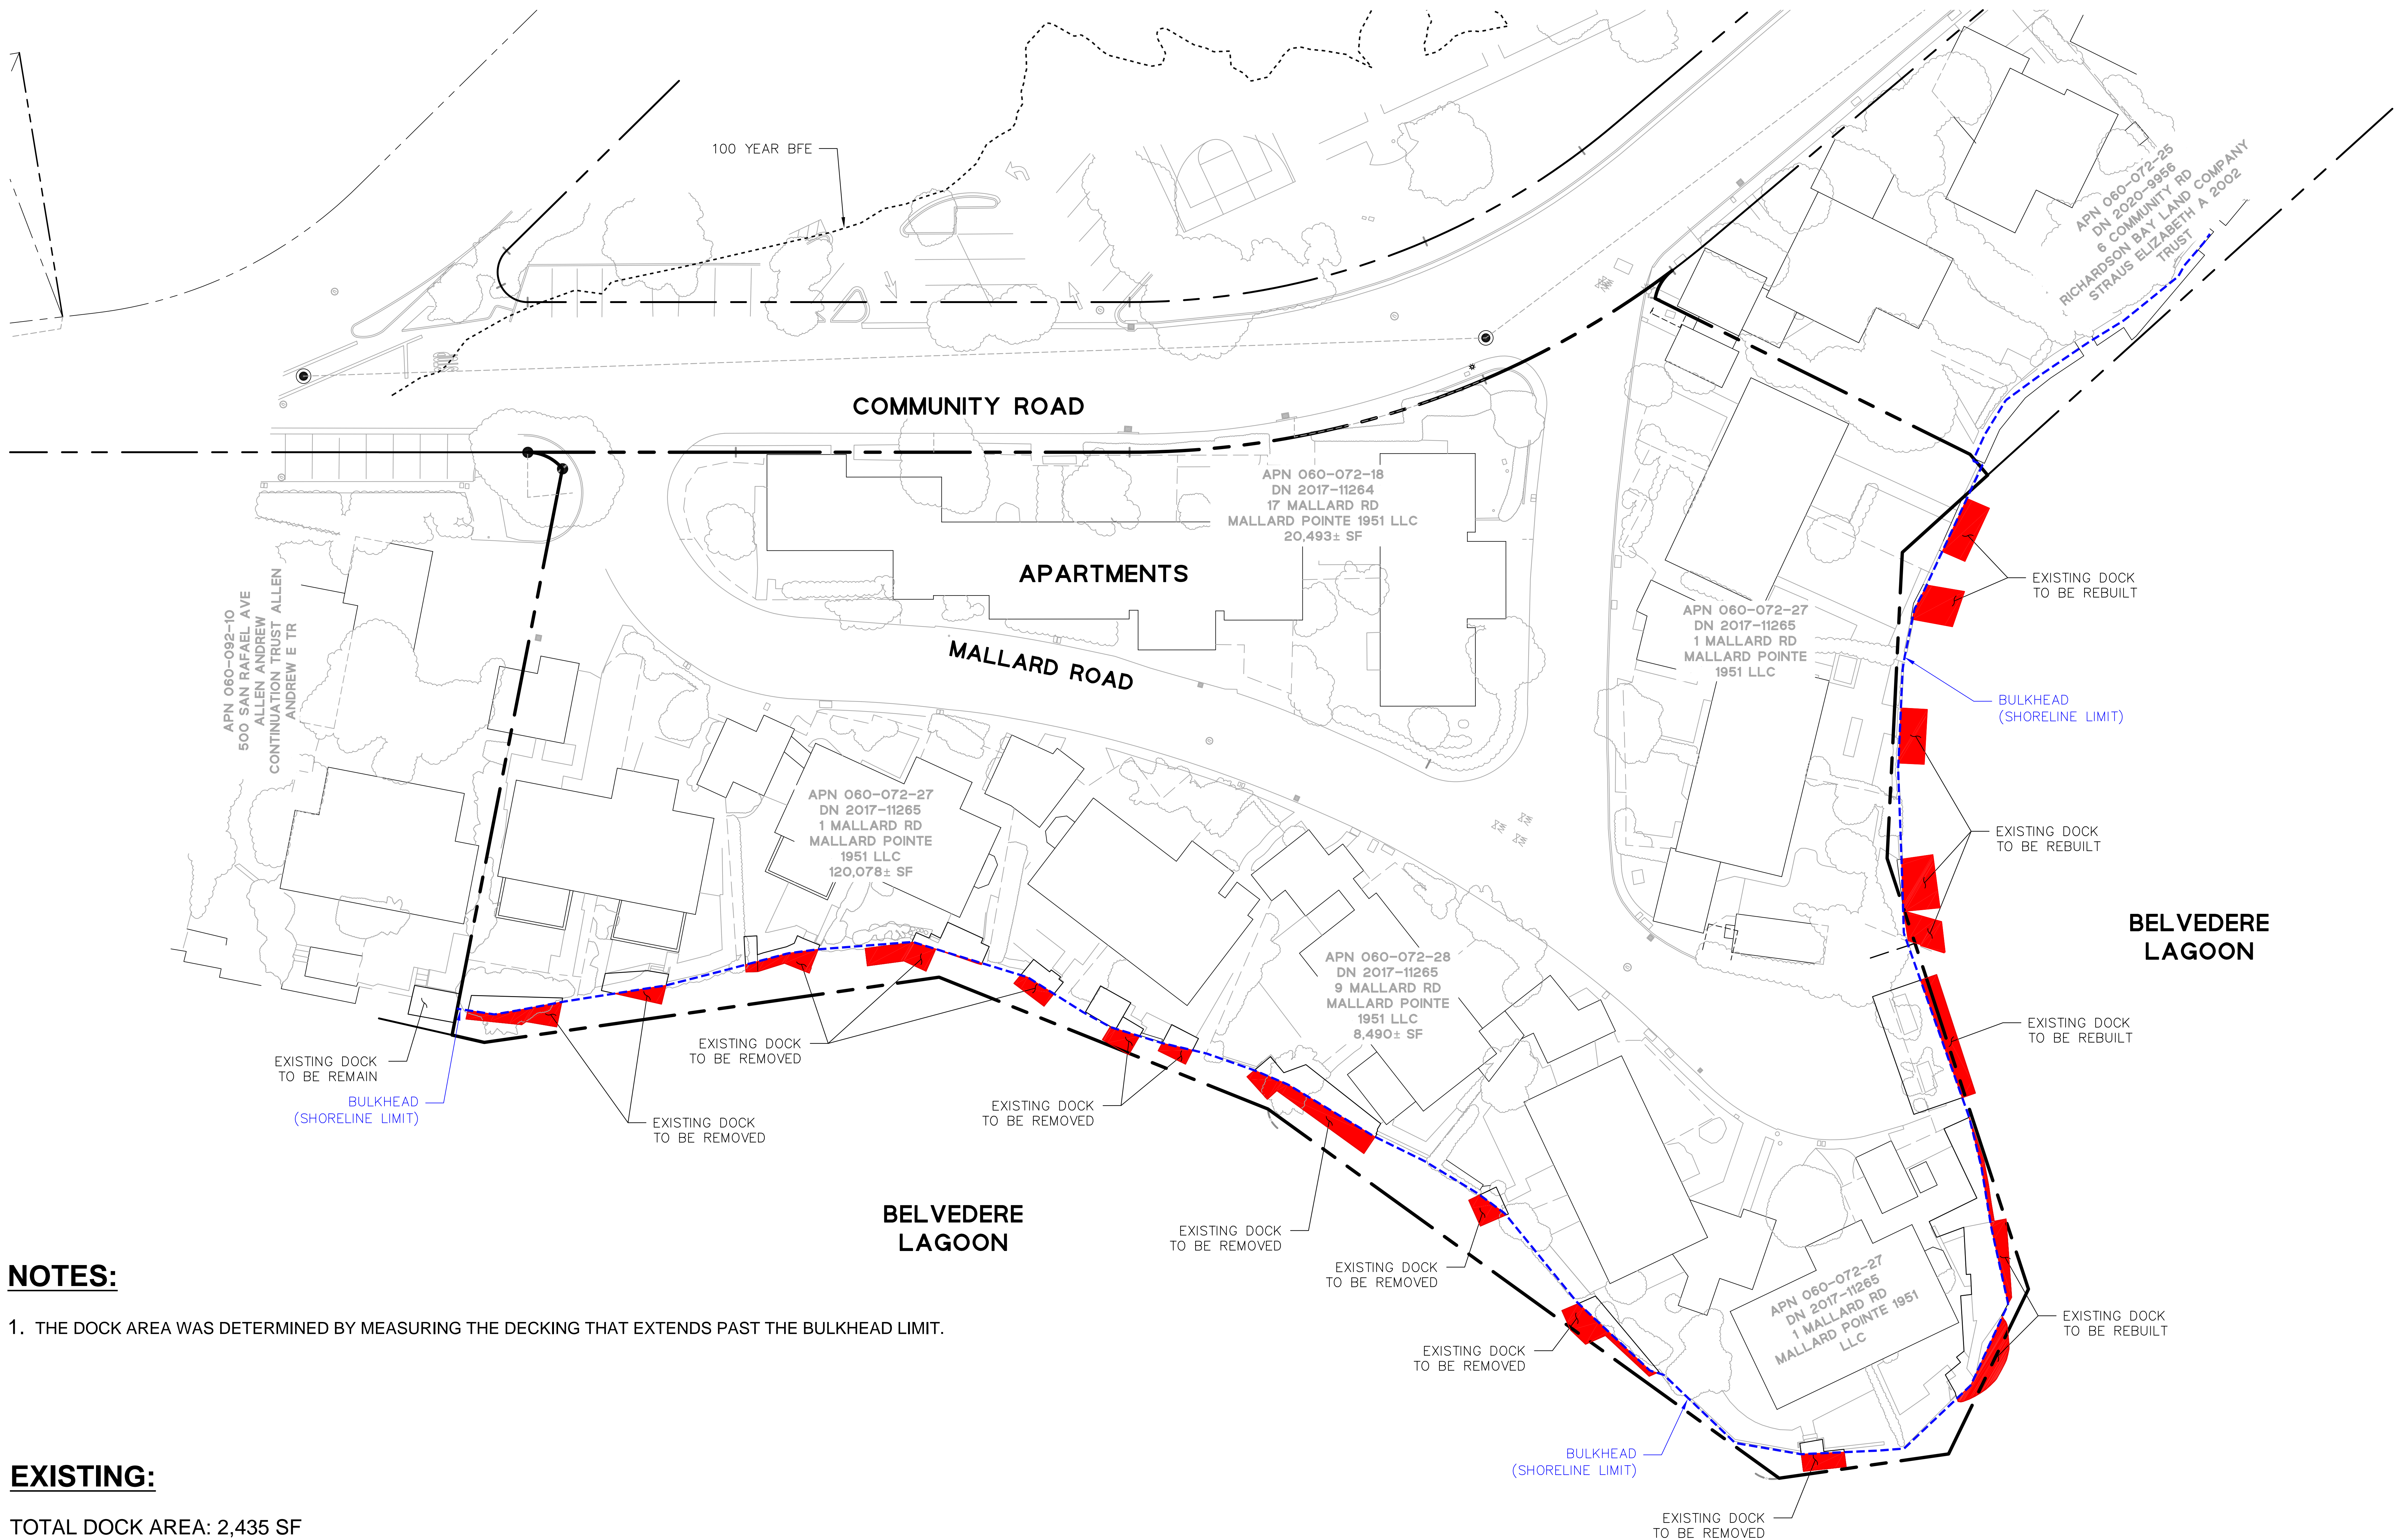 100 YEAR BFE
APN 060-072-25
DN 2020-9956
6 COMMUNITY RD
RICHARDSON BAY LAND COMPANY
STRAUS ELIZABETH A 2002
TRUST
COMMUNITY ROAD
APN 060-072-18
DN 2017-11264
17 MALLARD RD
MALLARD POINTE 1951 LLC
20,493± SF
APARTMENTS
MALLARD ROAD
APN 060-092-10
500 SAN RAFAEL AVE
ALLEN ANDREW
CONTINUATION TRUST ALLEN
ANDREW E TR
EXISTING DOCK
TO BE REBUILT
APN 060-072-27
DN 2017-11265
1 MALLARD RD
MALLARD POINTE
1951 LLC
BULKHEAD
(SHORELINE LIMIT)
APN 060-072-27
DN 2017-11265
1 MALLARD RD
MALLARD POINTE
1951 LLC
120,078± SF
EXISTING DOCK
TO BE REBUILT
BELVEDERE
LAGOON
APN 060-072-28
DN 2017-11265
9 MALLARD RD
MALLARD POINTE
1951 LLC
8,490± SF
EXISTING DOCK
TO BE REBUILT
EXISTING DOCK
TO BE REMAIN
BULKHEAD
(SHORELINE LIMIT)
EXISTING DOCK
TO BE REMOVED
EXISTING DOCK
TO BE REMOVED
EXISTING DOCK
TO BE REMOVED
BELVEDERE
LAGOON
EXISTING DOCK
TO BE REMOVED
EXISTING DOCK
TO BE REMOVED
EXISTING DOCK
TO BE REMOVED
APN 060-072-27
DN 2017-11265
1 MALLARD RD
MALLARD POINTE 1951
LLC
EXISTING DOCK
TO BE REBUILT
BULKHEAD
(SHORELINE LIMIT)
EXISTING DOCK
TO BE REMOVED
NOTES:
1. THE DOCK AREA WAS DETERMINED BY MEASURING THE DECKING THAT EXTENDS PAST THE BULKHEAD LIMIT.
EXISTING:
TOTAL DOCK AREA: 2,435 SF